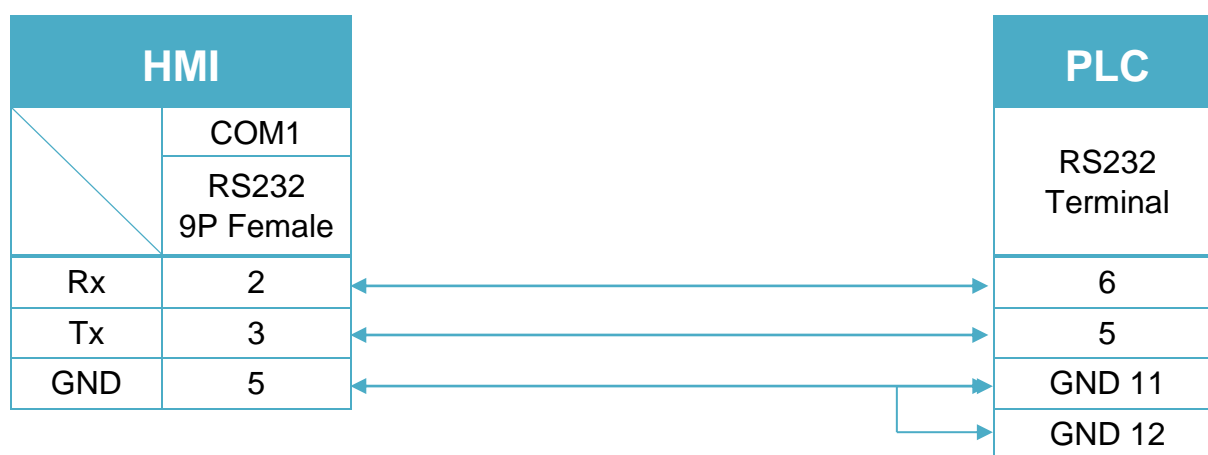 HMI
PLC
COM1
RS232
9P Female
RS232
Terminal
Rx 2 6
Tx 3 5
GND 5 GND 11
GND 12